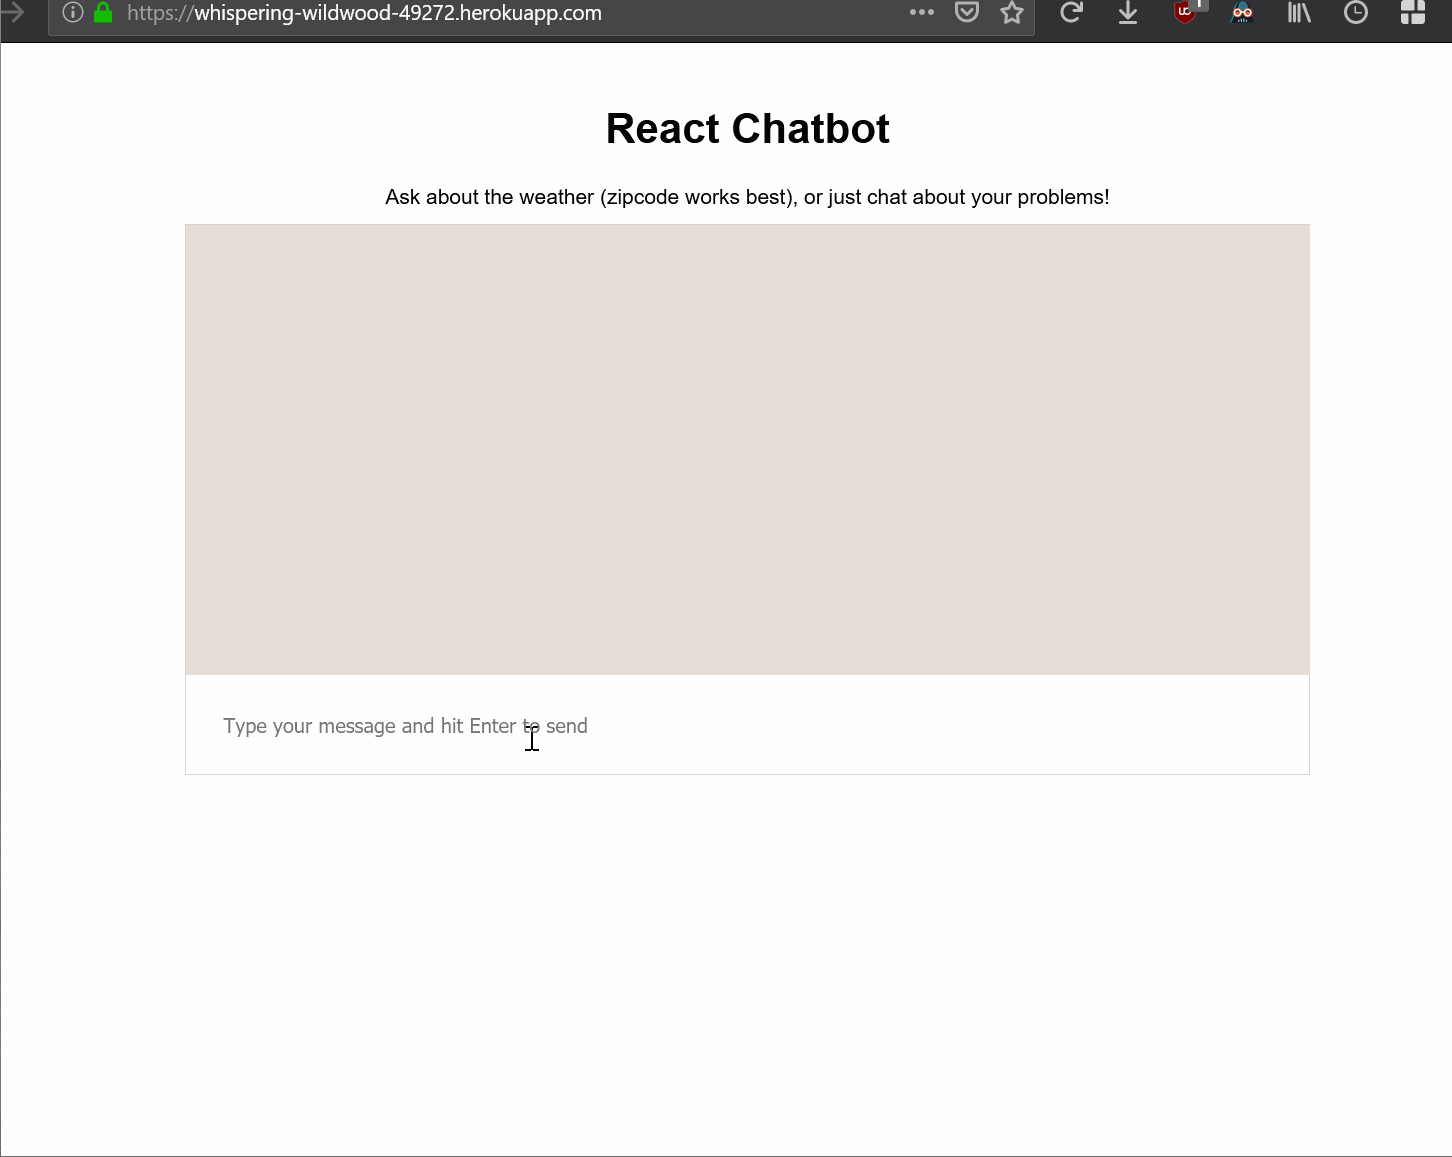 https://whispering-wildwood-49272.herokuapp.com
React Chatbot
Ask about the weather (zipcode works best), or just chat about your problems!
Type your message and hit Enter to send